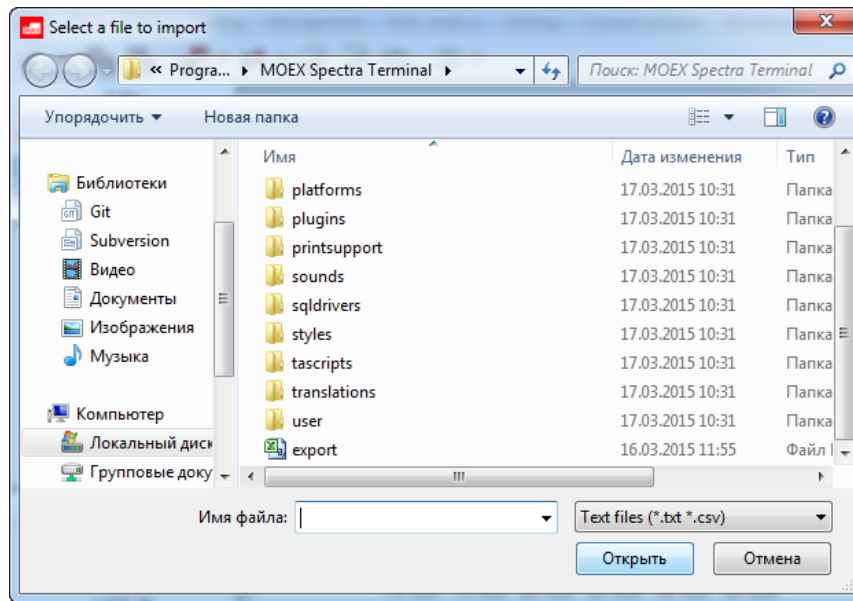 Select a file to import
« Progra... MOEX Spectra Terminal
Поиск: MOEX Spectra Terminal
Упорядочить
Новая папка
Имя
Дата изменения
Тип
Библиотеки
Git
Subversion
Видео
Документы
Изображения
Музыка
Компьютер
Локальный диск
Групповые доку
platforms 17.03.2015 10:31 Папка
plugins 17.03.2015 10:31 Папка
printsupport 17.03.2015 10:31 Папка
sounds 17.03.2015 10:31 Папка
sqldrivers 17.03.2015 10:31 Папка
styles 17.03.2015 10:31 Папка
tascripts 17.03.2015 10:31 Папка
translations 17.03.2015 10:31 Папка
user 17.03.2015 10:31 Папка
export 16.03.2015 11:55 Файл
Имя файла:
Text files (*.txt *.csv)
Открыть
Отмена